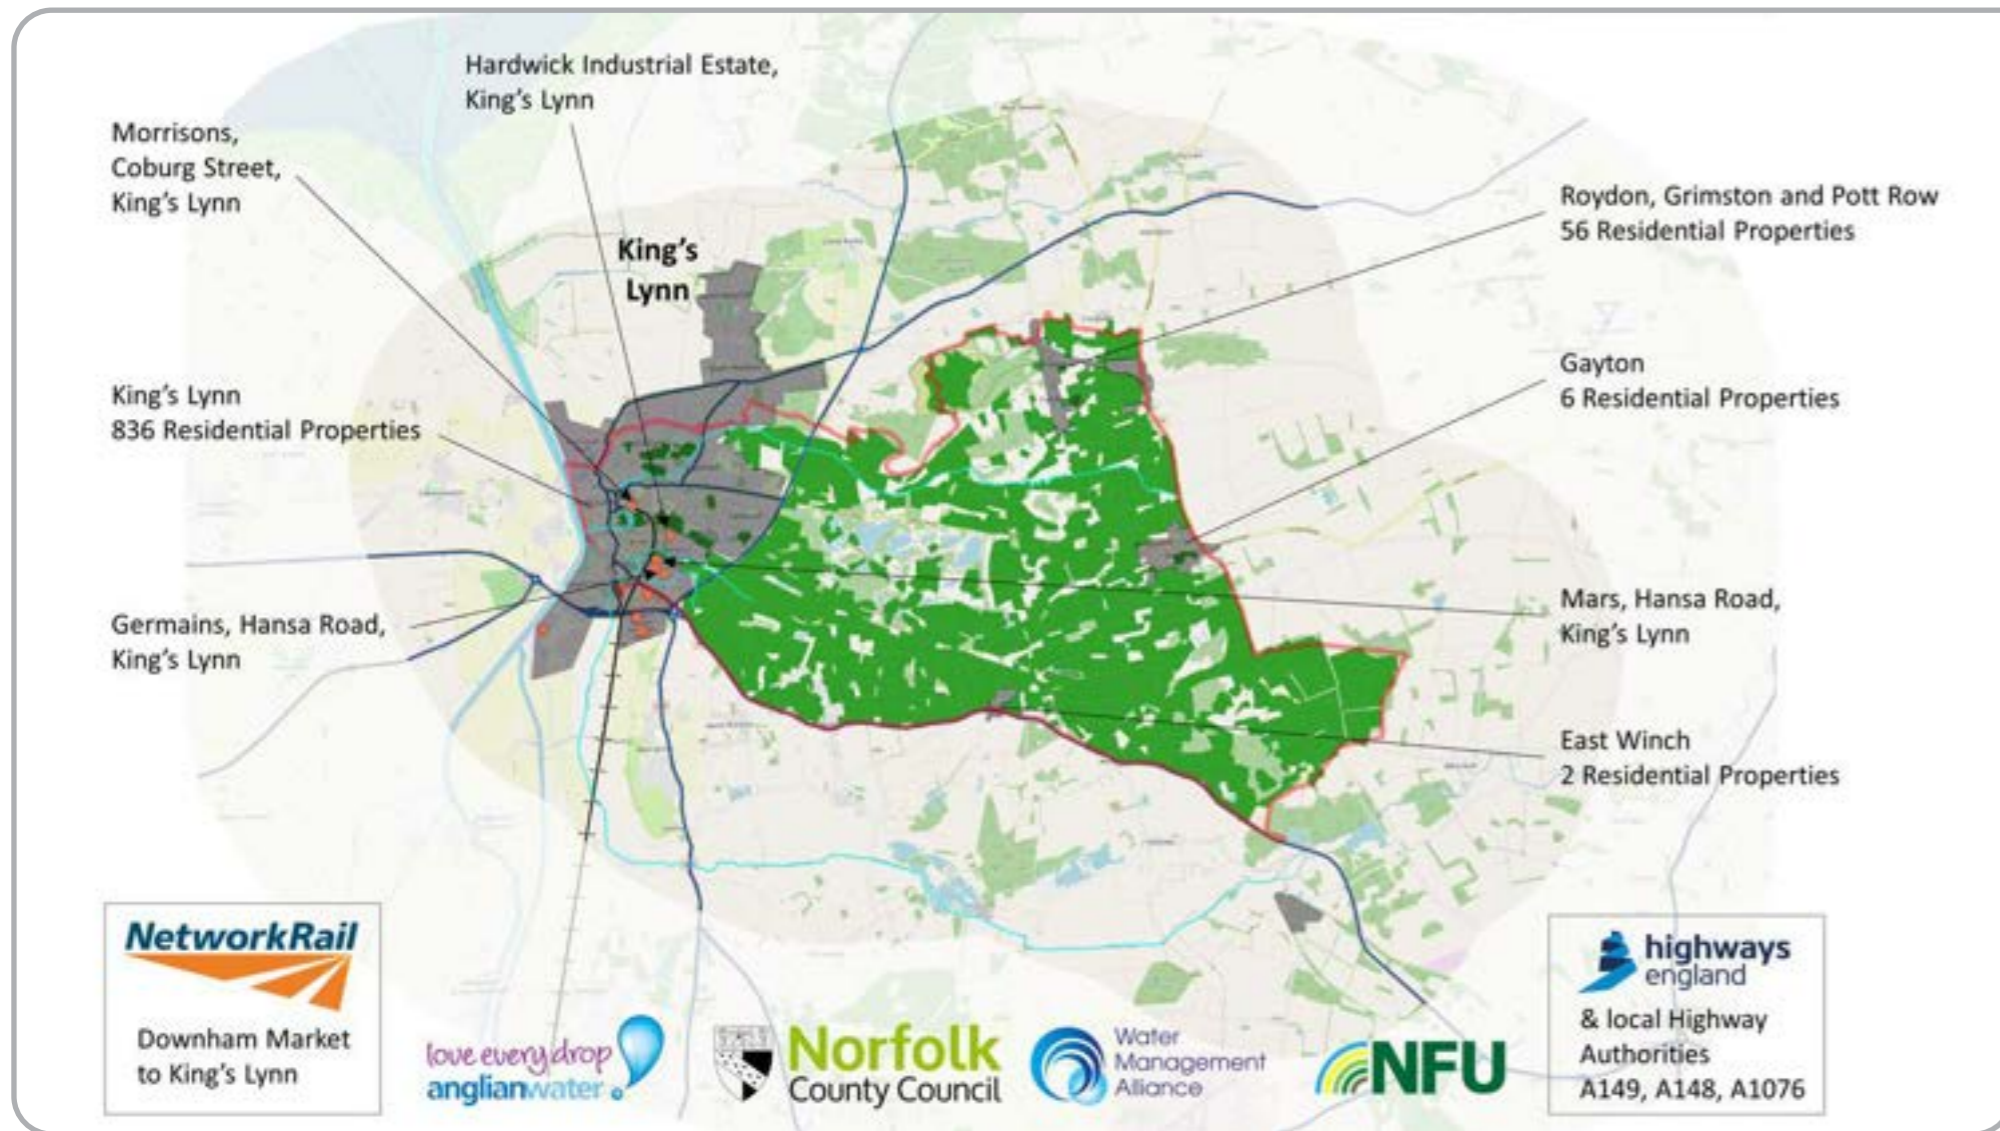 Hardwick Industrial Estate,
King's Lynn
Morrisons,
Coburg Street,
King's Lynn
King's
Lynn
Roydon, Grimston and Pott Row
56 Residential Properties
Gayton
6 Residential Properties
King's Lynn
836 Residential Properties
Germains, Hansa Road,
King's Lynn
Mars, Hansa Road,
King's Lynn
East Winch
2 Residential Properties
NetworkRail
Downham Market
to King's Lynn
love every drop
anglianwater
Norfolk
County Council
Water
Management
Alliance
NFU
highways
england
& local Highway
Authorities
A149, A148, A1076